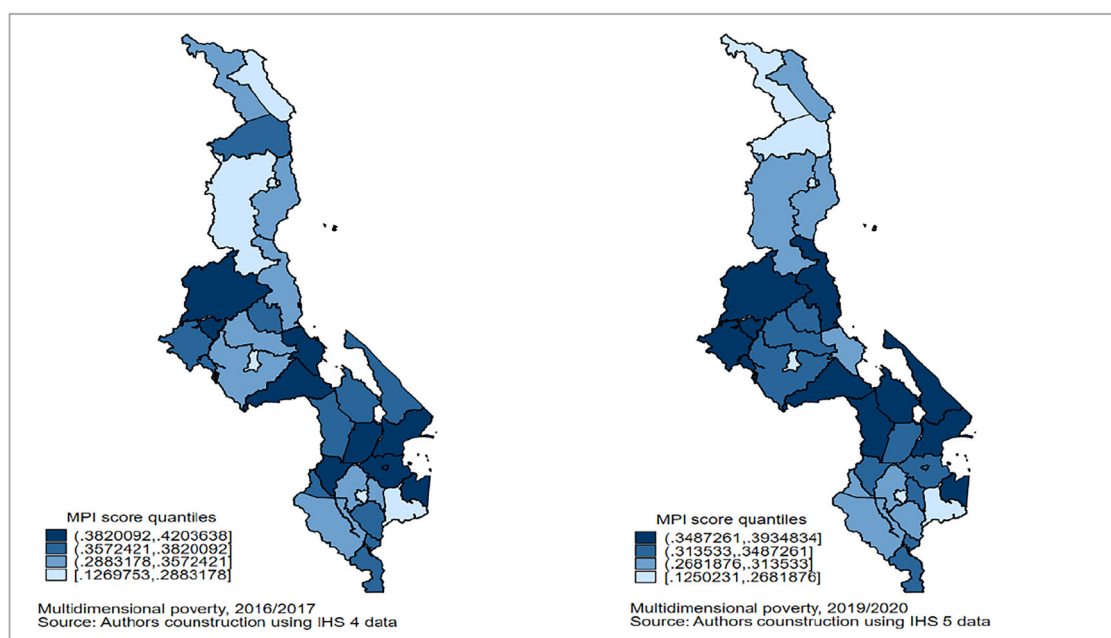 MPI score quantiles
(.3820092,.4203638]
(.3572421,.3820092]
(.2883178,.3572421]
[.1269753,.2883178]
Multidimensional poverty, 2016/2017
Source: Authors counstruction using IHS 4 data
MPI score quantiles
(.3487261,.3934834]
(.313533,.3487261]
(.2681876,.313533]
[.1250231,.2681876]
Multidimensional poverty, 2019/2020
Source: Authors counstruction using IHS 5 data